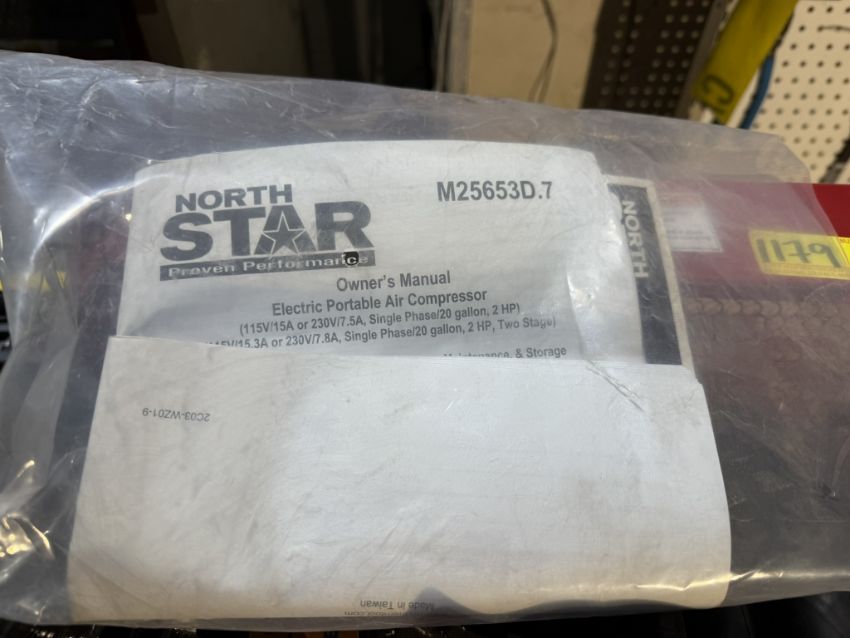 NORTH
STAR
Proven Performance
M25653D.7
Owner's Manual
Electric Portable Air Compressor
(115V/15A or 230V/7.5A, Single Phase/20 gallon, 2 HP)
15.3A or 230V/7.8A, Single Phase/20 gallon, 2 HP, Two Stage)
Maintenance, & Storage
NORTH
1179
2C03-WZ01-9
Made in Taiwan